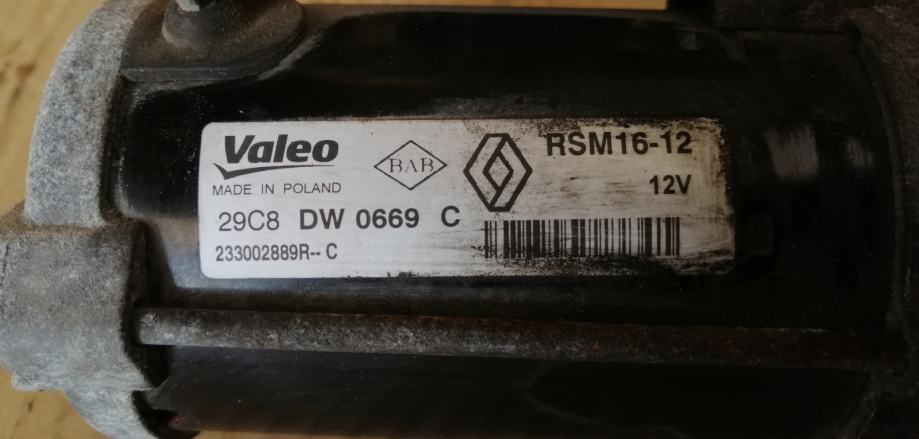 Valeo
BAB
RSM16-12
MADE IN POLAND
12V
29C8 DW 0669 C
233002889R-- C